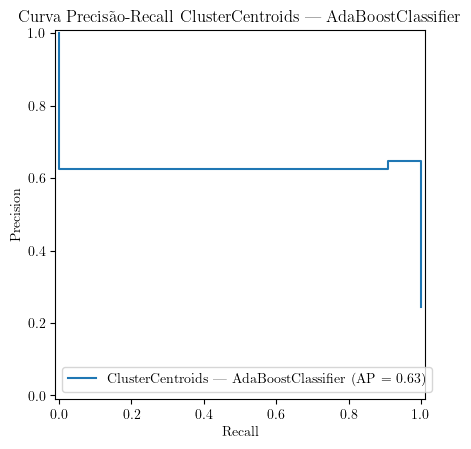 Curva Precisão-Recall ClusterCentroids — AdaBoostClassifier
1.0
0.8
0.6
0.4
0.2
0.0
Precision
ClusterCentroids — AdaBoostClassifier (AP = 0.63)
0.0 0.2 0.4 0.6 0.8 1.0
Recall